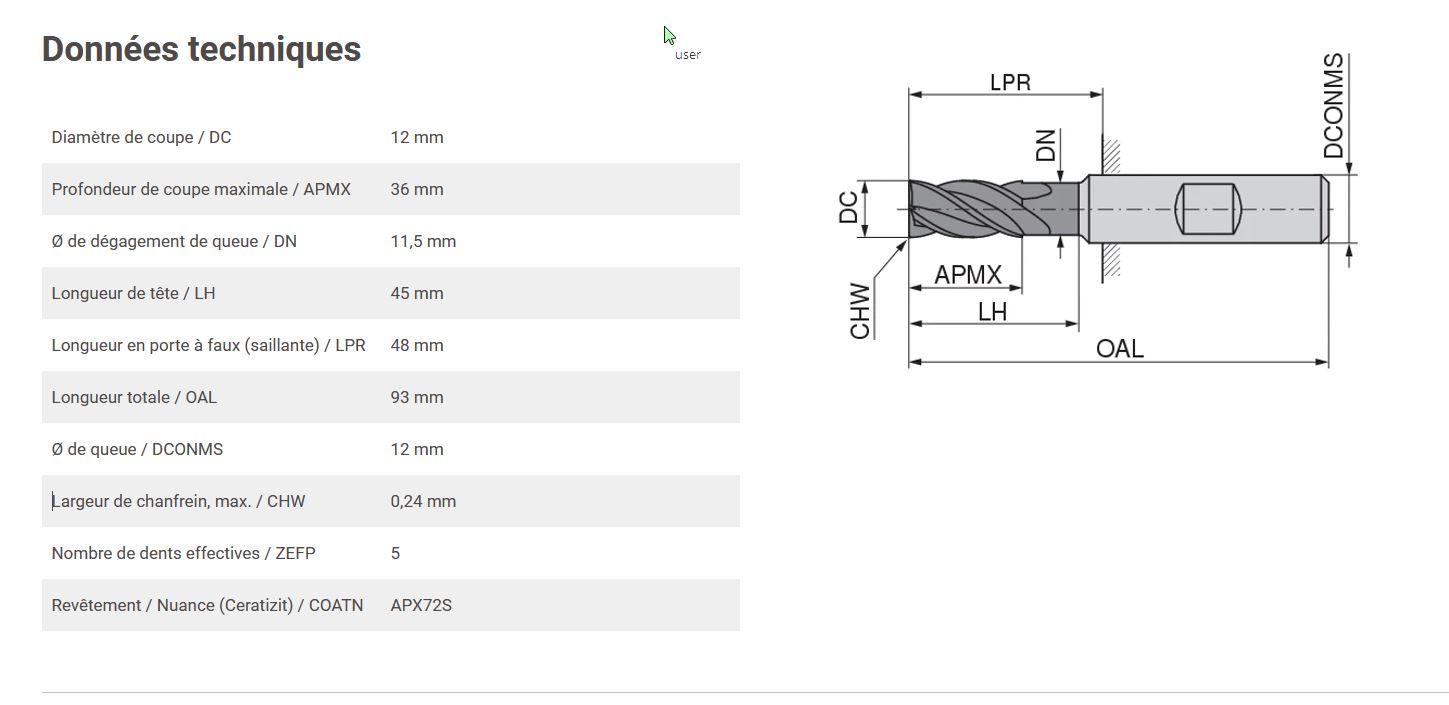 Données techniques
user
Diamètre de coupe / DC 12 mm
Profondeur de coupe maximale / APMX 36 mm
Ø de dégagement de queue / DN 11,5 mm
Longueur de tête / LH 45 mm
Longueur en porte à faux (saillante) / LPR 48 mm
Longueur totale / OAL 93 mm
Ø de queue / DCONMS 12 mm
Largeur de chanfrein, max. / CHW 0,24 mm
Nombre de dents effectives / ZEFP 5
Revêtement / Nuance (Ceratizit) / COATN APX72S
LPR
DCONMS
DN
DC
APMX
CHW
LH
OAL